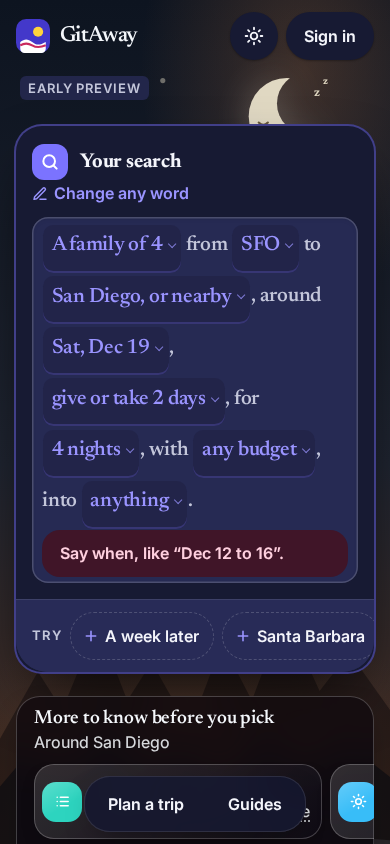 GitAway
Sign in
EARLY PREVIEW
z z
Your search
Change any word
A family of 4 from SFO to
San Diego, or nearby , around
Sat, Dec 19 ,
give or take 2 days , for
4 nights , with any budget ,
into anything .
Say when, like “Dec 12 to 16”.
TRY + A week later + Santa Barbara
More to know before you pick
Around San Diego
Plan a trip Guides